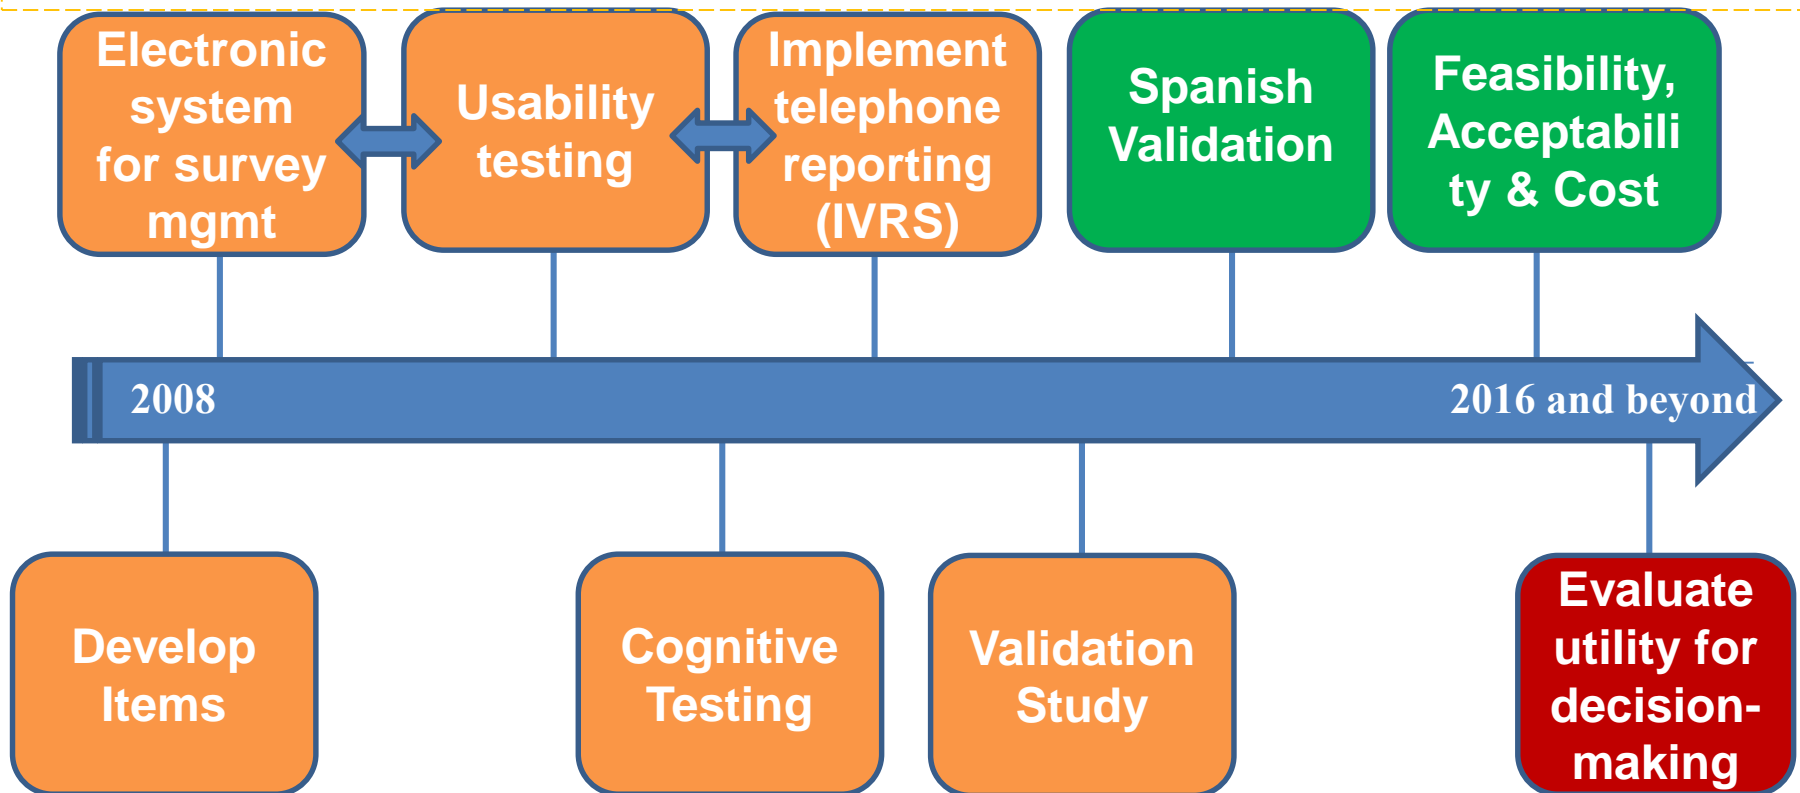 Electronic
system
for survey
mgmt
Usability
testing
Implement
telephone
reporting
(IVRS)
Spanish
Validation
Feasibility,
Acceptabili
ty & Cost
2008
2016 and beyond
Develop
Items
Cognitive
Testing
Validation
Study
Evaluate
utility for
decision-
making